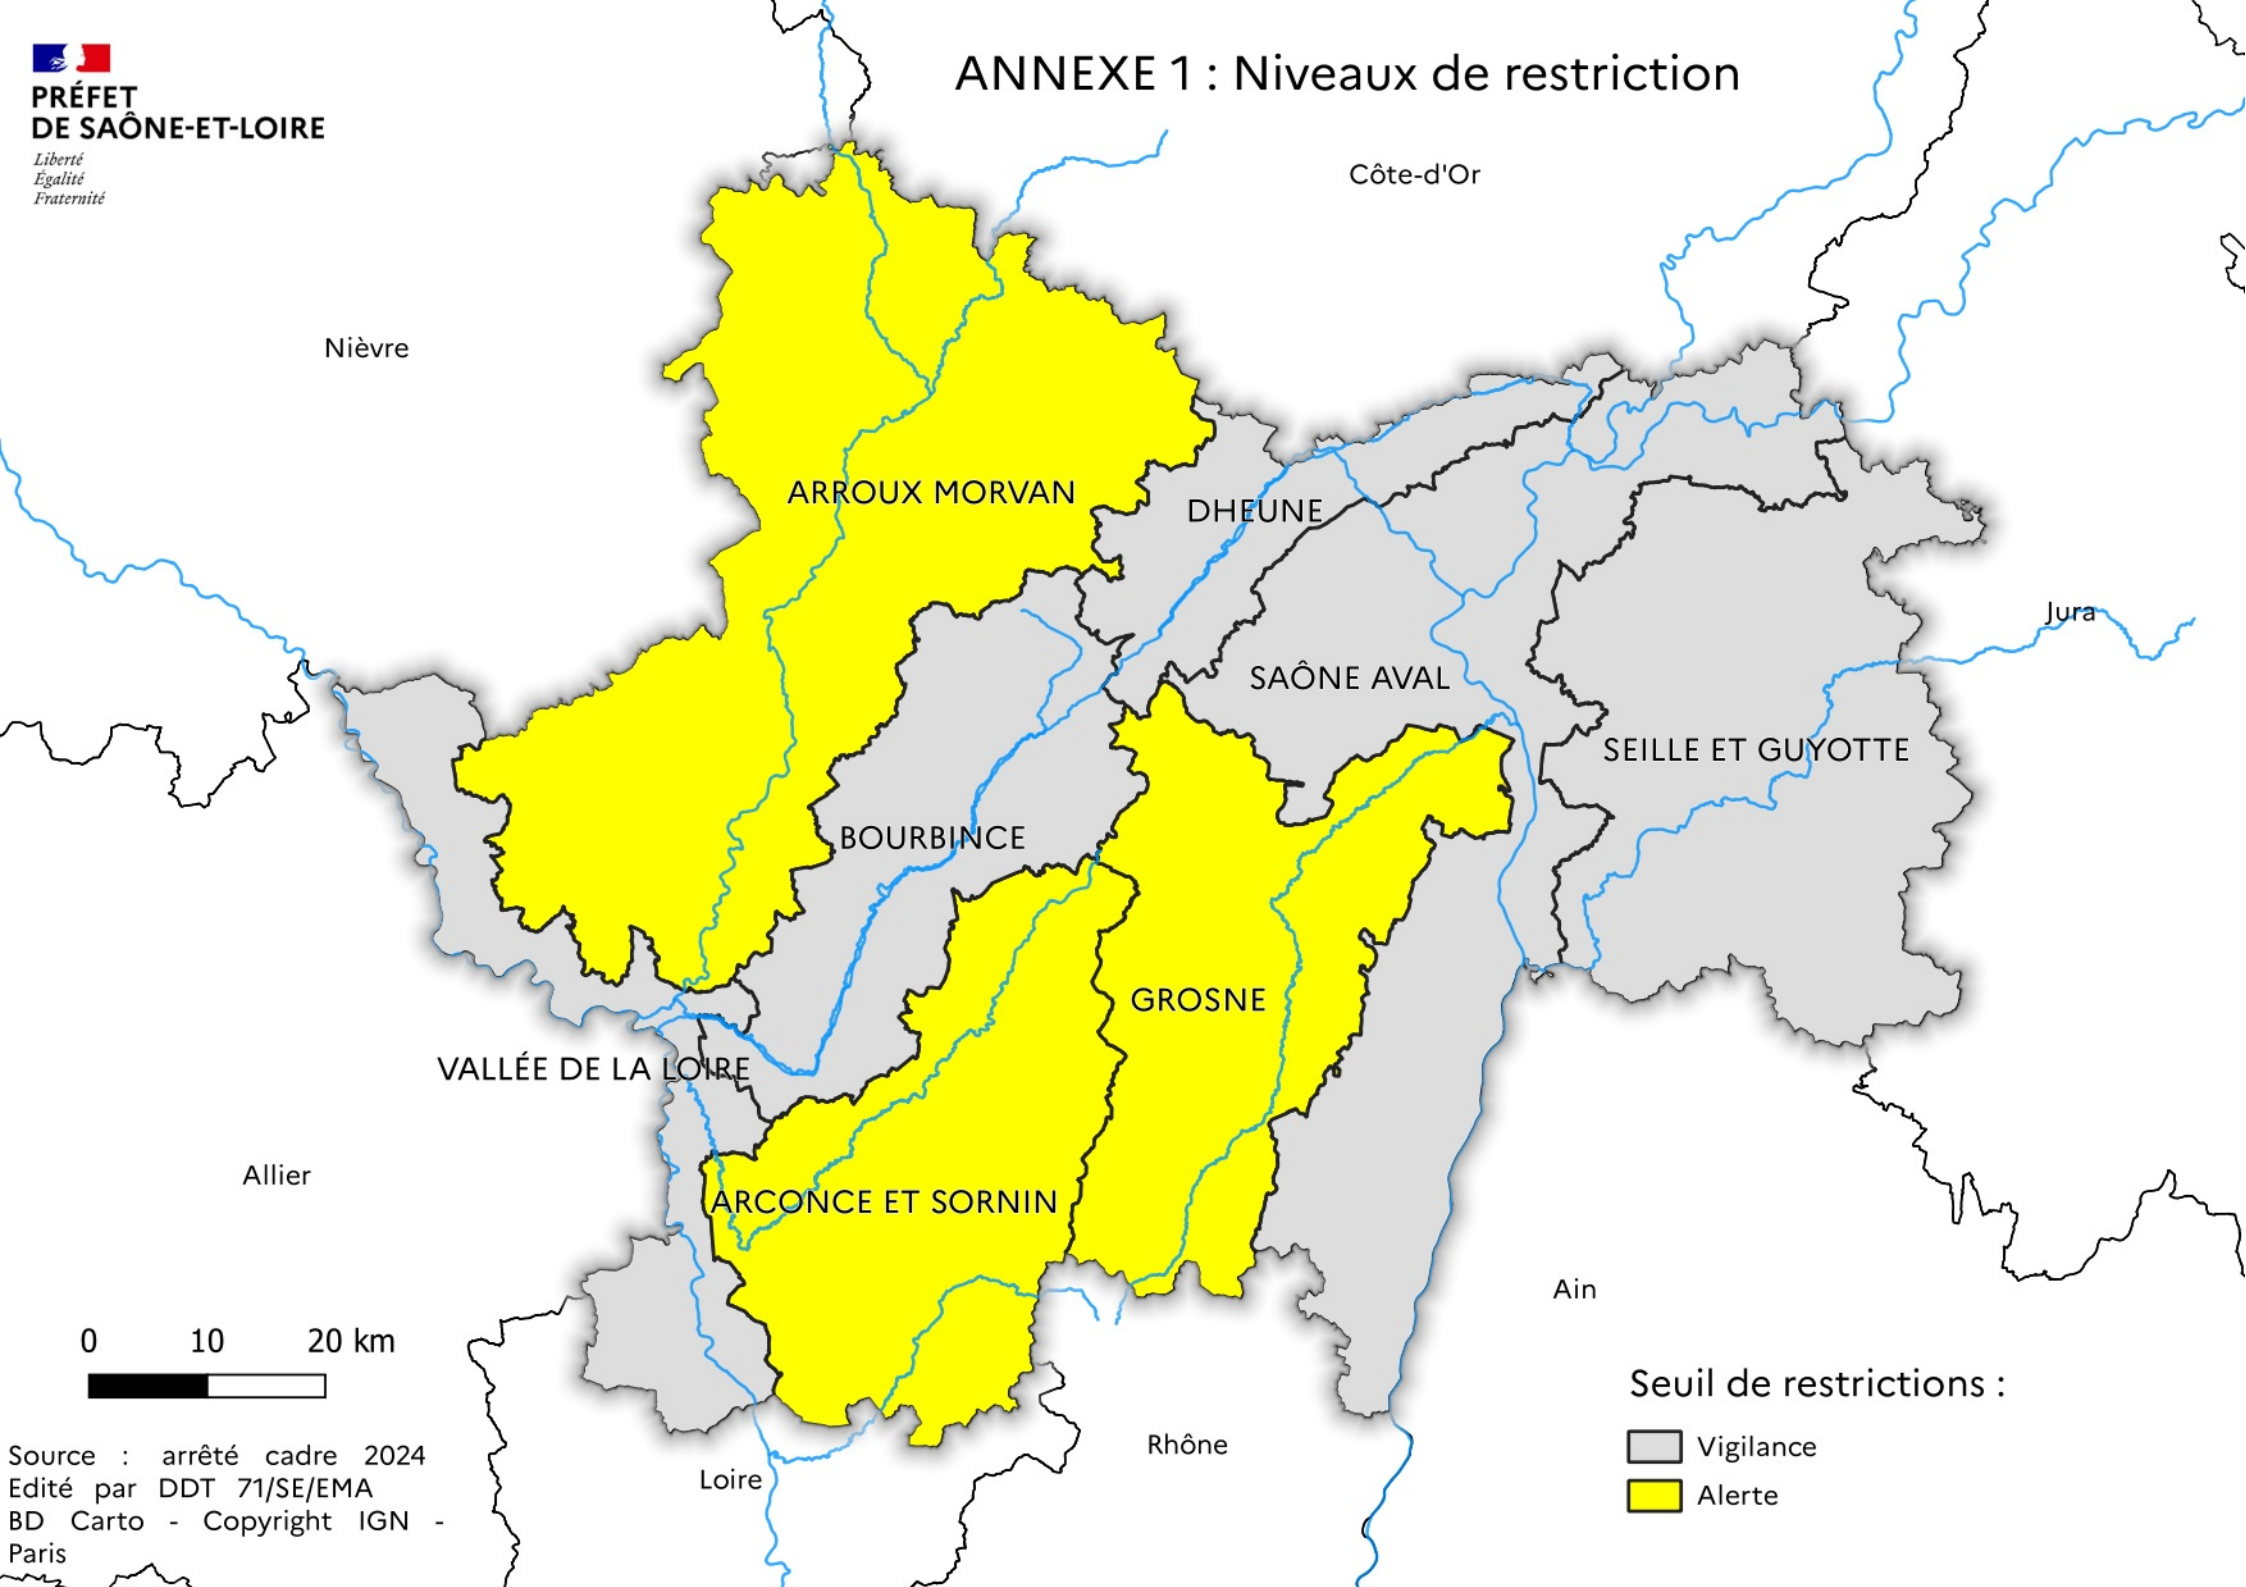 PRÉFET
DE SAÔNE-ET-LOIRE
Liberté
Égalité
Fraternité
ANNEXE 1 : Niveaux de restriction
Côte-d'Or
Nièvre
ARROUX MORVAN
DHEUNE
Jura
SAÔNE AVAL
SEILLE ET GUYOTTE
BOURBINCE
GROSNE
VALLÉE DE LA LOIRE
Allier
ARCONCE ET SORNIN
Ain
0 10 20 km
Seuil de restrictions :
Vigilance
Alerte
Rhône
Loire
Source : arrêté cadre 2024
Edité par DDT 71/SE/EMA
BD Carto - Copyright IGN -
Paris